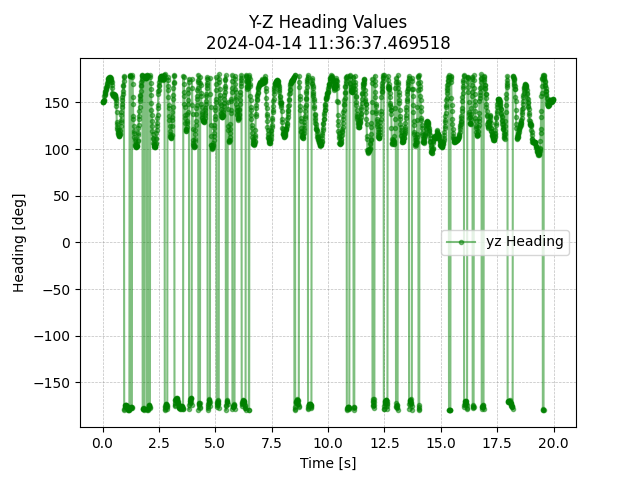 Y-Z Heading Values
2024-04-14 11:36:37.469518
150
100
50
0
−50
−100
−150
Heading [deg]
yz Heading
0.0 2.5 5.0 7.5 10.0 12.5 15.0 17.5 20.0
Time [s]